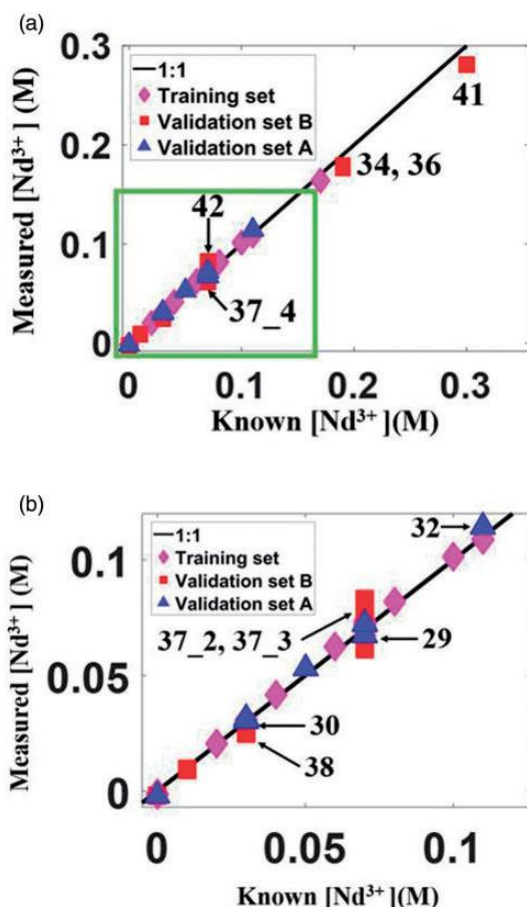 (a)
0.3
0.2
0.1
0
Measured [Nd³⁺] (M)
1:1
Training set
Validation set B
Validation set A
41
34, 36
42
37_4
0 0.1 0.2 0.3
Known [Nd³⁺](M)
(b)
0.1
0.05
0
Measured [Nd³⁺] (M)
1:1
Training set
Validation set B
Validation set A
32
37_2, 37_3
29
30
38
0 0.05 0.1
Known [Nd³⁺](M)